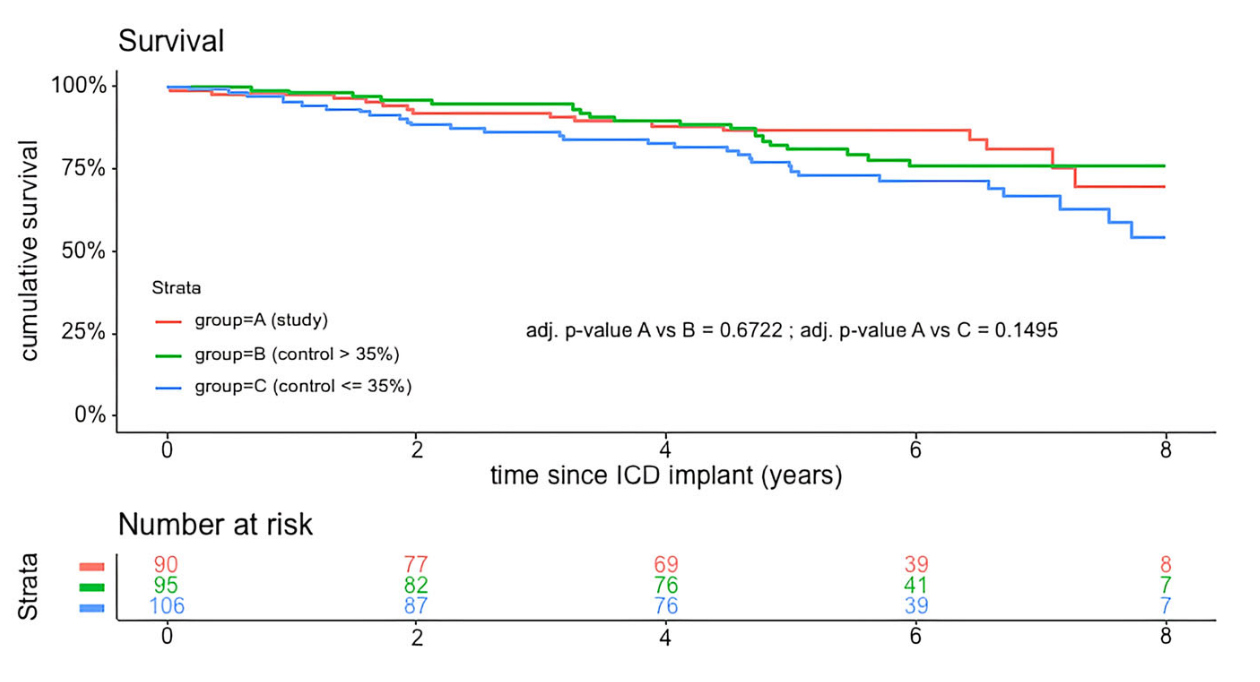 Survival
cumulative survival
100%
75%
50%
25%
0%
Strata
group=A (study)
group=B (control > 35%)
group=C (control <= 35%)
adj. p-value A vs B = 0.6722 ; adj. p-value A vs C = 0.1495
0 2 4 6 8
time since ICD implant (years)
Number at risk
Strata
90 77 69 39 8
95 82 76 41 7
106 87 76 39 7
0 2 4 6 8